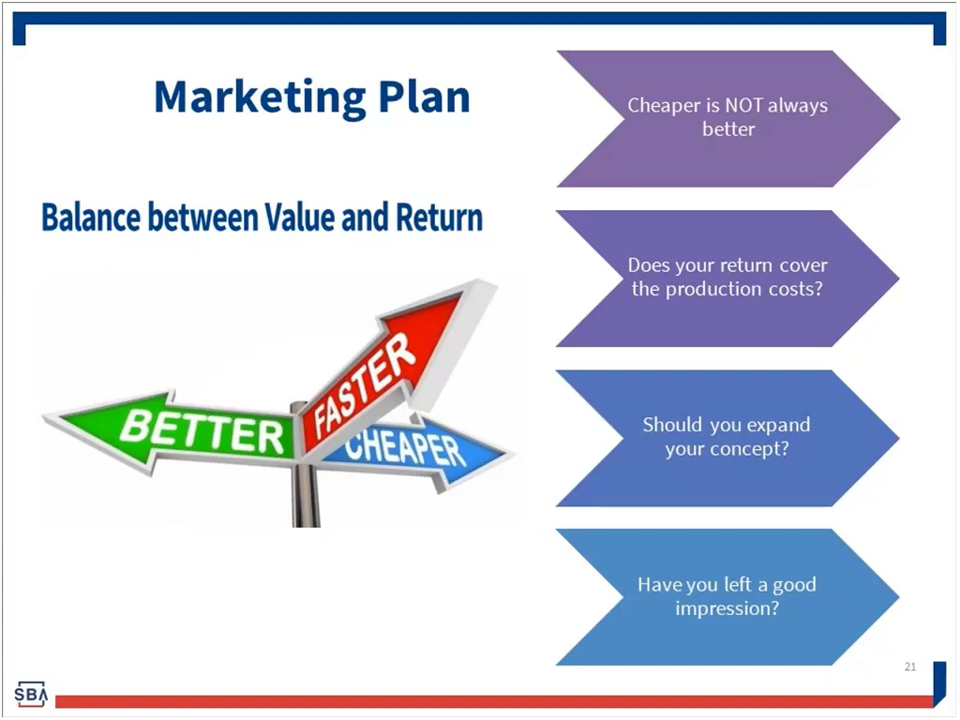 Marketing Plan
Balance between Value and Return
BETTER
FASTER
CHEAPER
Cheaper is NOT always
better
Does your return cover
the production costs?
Should you expand
your concept?
Have you left a good
impression?
21
SBA